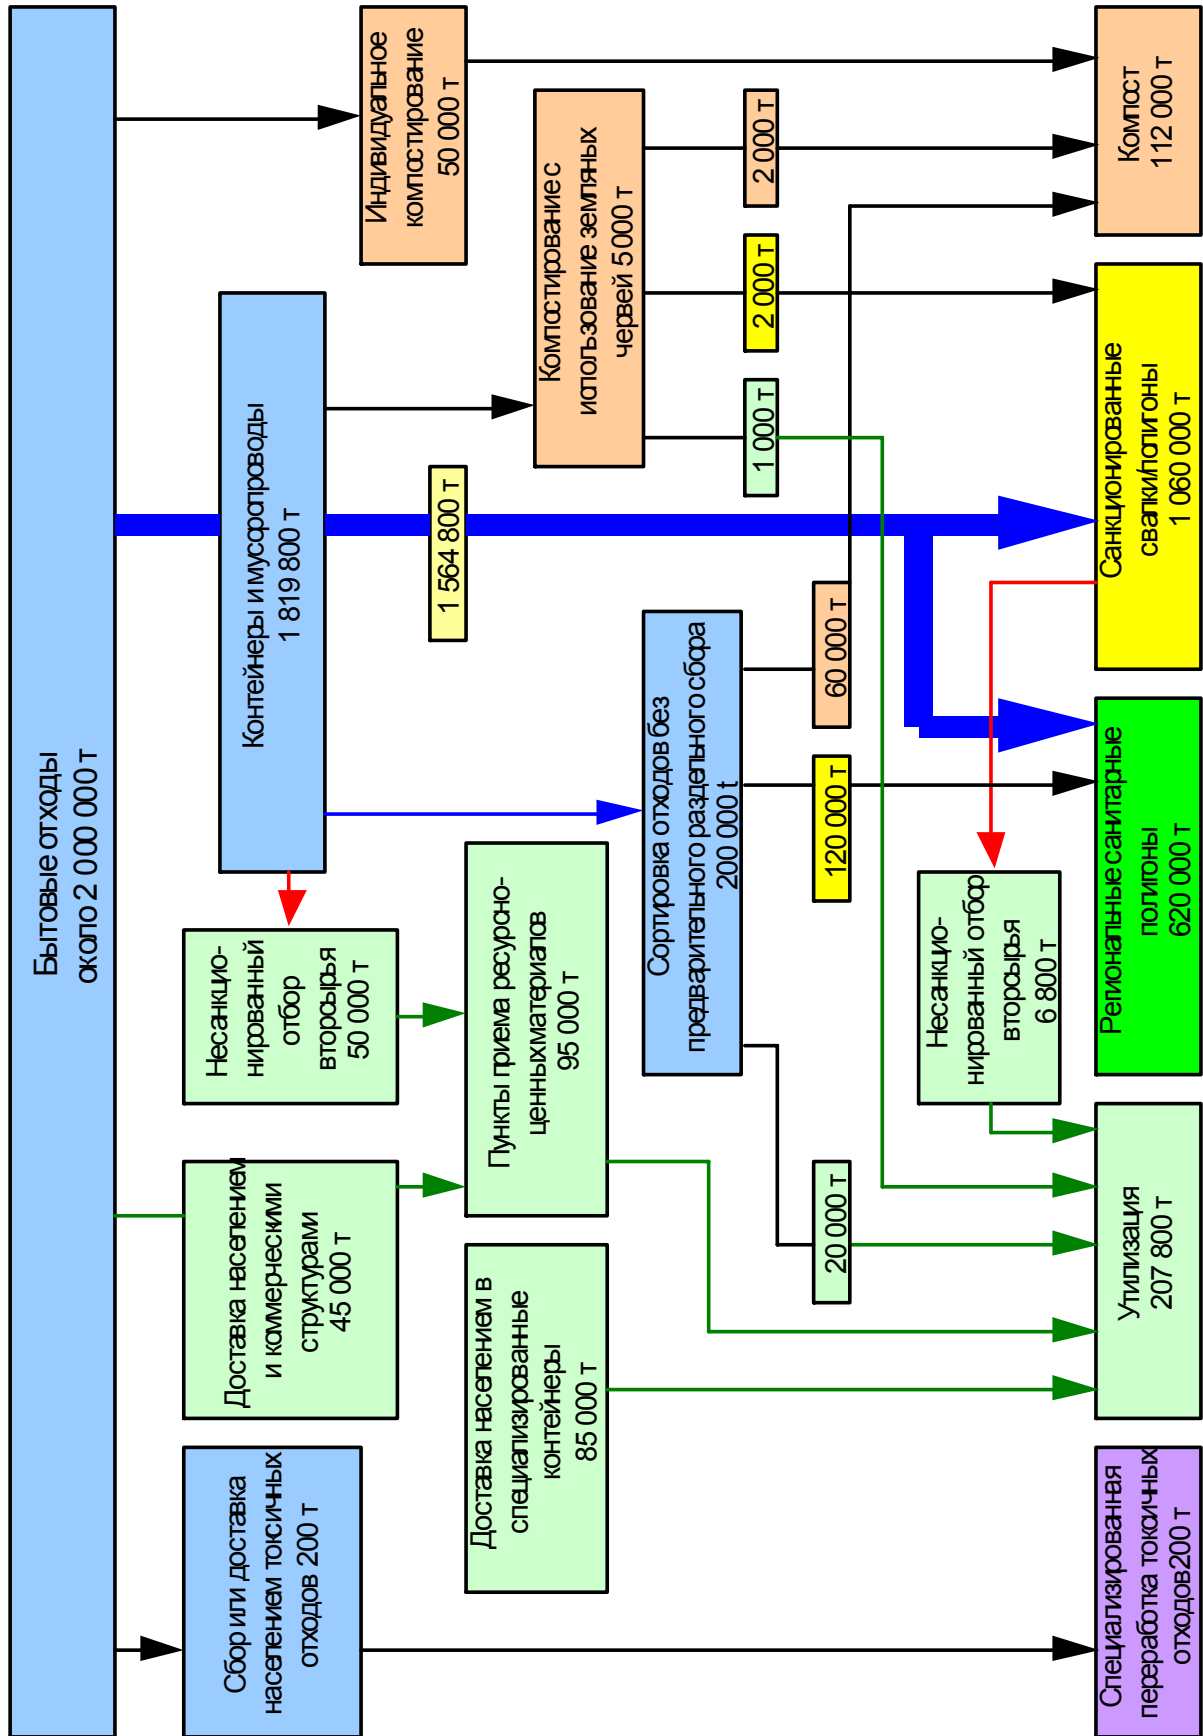 Бытовые отходы
около 2 000 000 т
Сбор или доставка
населением токсичных
отходов 200 т
Доставка населением
и коммерческими
структурами
45 000 т
Несанкцио-
нированный
отбор
вторсырья
50 000 т
Контейнеры и мусоропроводы
1 819 800 т
Индивидуальное
компостирование
50 000 т
1 564 800 т
Доставка населением в
специализированные
контейнеры
85 000 т
Пункты приема ресурсно-
ценных материалов
95 000 т
Компостирование с
использование земляных
червей 5 000 т
Сортировка отходов без
предварительного раздельного сбора
200 000 t
1 000 т
2 000 т
2 000 т
20 000 т
120 000 т
60 000 т
Несанкцио-
нированный отбор
вторсырья
6 800 т
Специализированная
переработка токсичных
отходов200 т
Утилизация
207 800 т
Региональные санитарные
полигоны
620 000 т
Санкционированные
свалки/полигоны
1 060 000 т
Компост
112 000 т